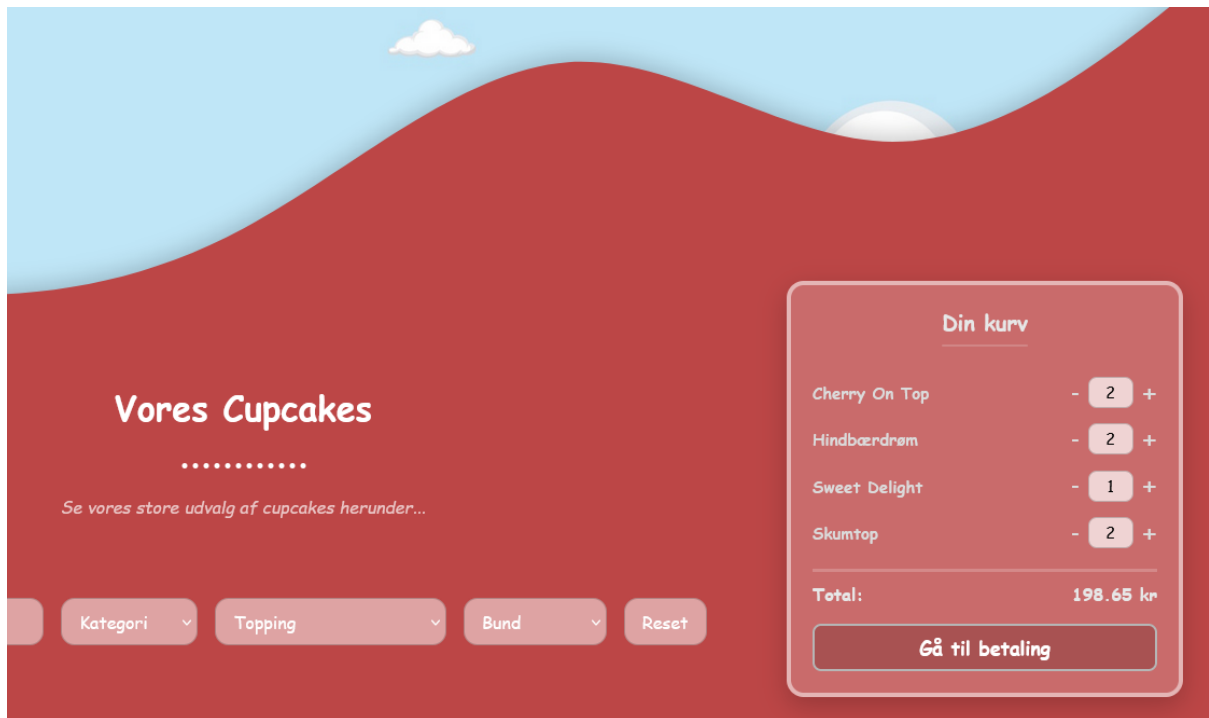 Din kurv
Cherry On Top - 2 +
Hindbærdrøm - 2 +
Sweet Delight - 1 +
Skumtop - 2 +
Total: 198.65 kr
Gå til betaling
Vores Cupcakes
Se vores store udvalg af cupcakes herunder...
Kategori Topping Bund Reset